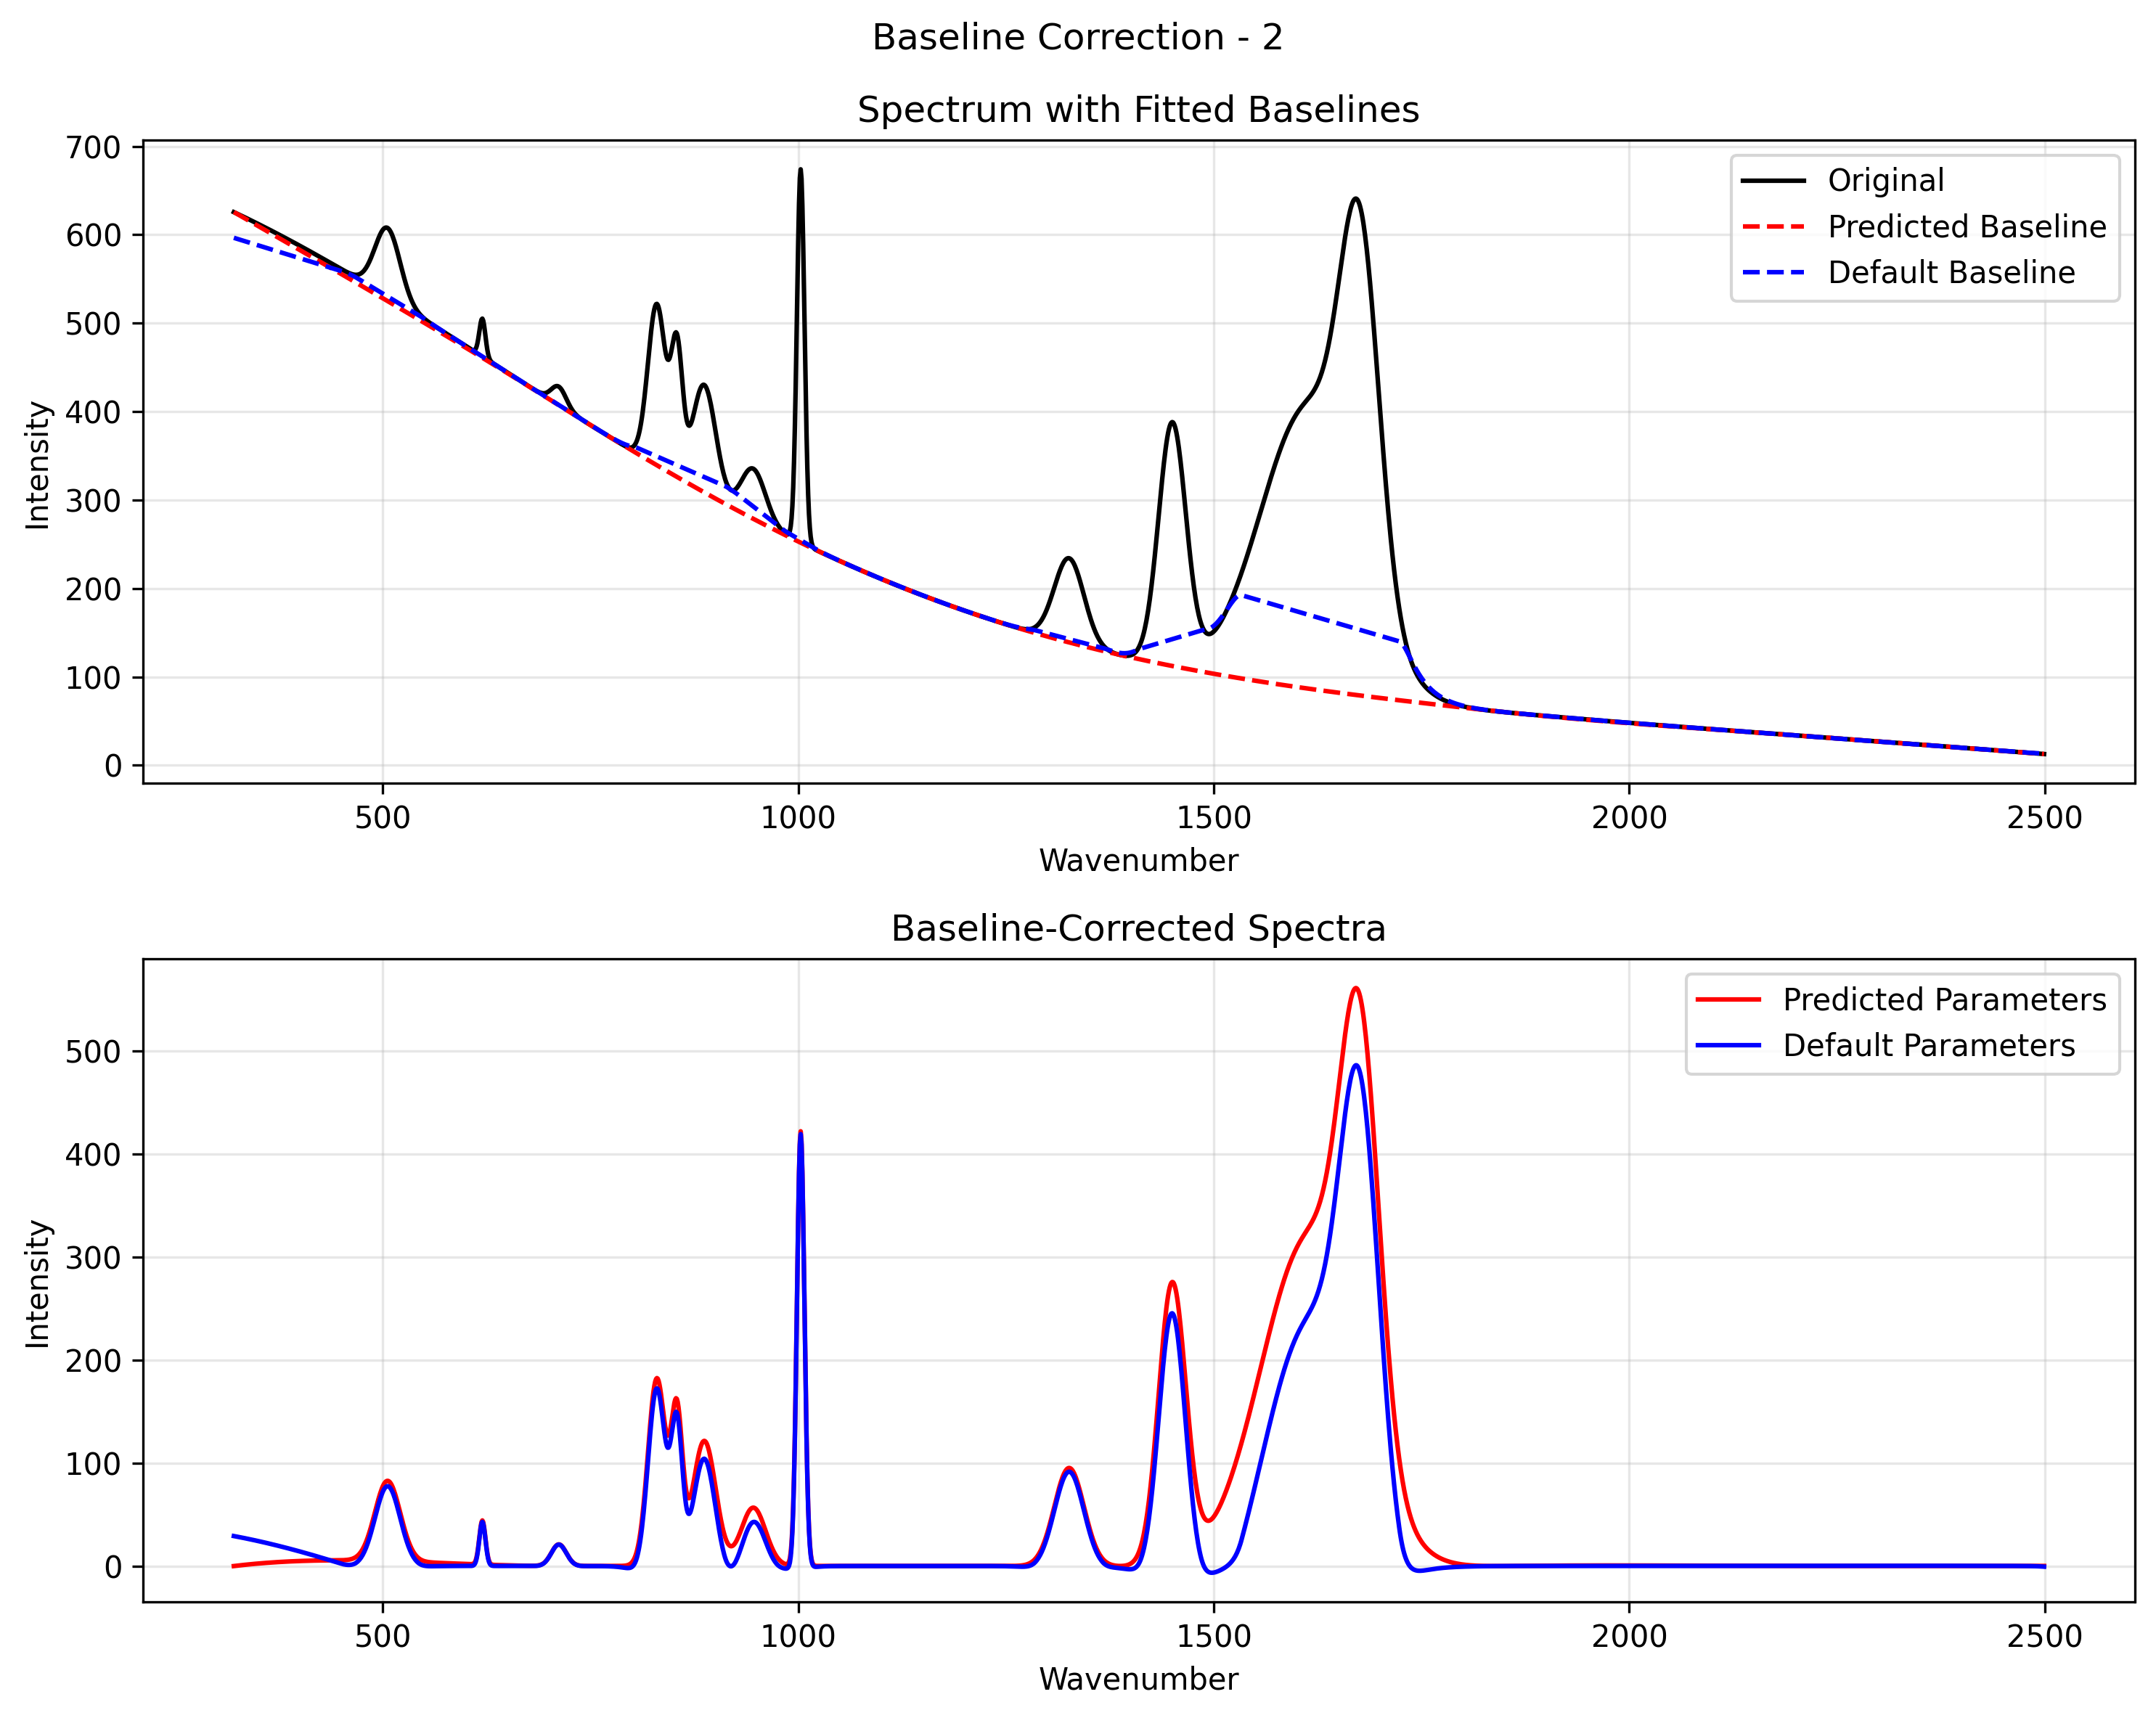 Baseline Correction - 2
Spectrum with Fitted Baselines
700
600
500
400
300
200
100
0
Intensity
Original
Predicted Baseline
Default Baseline
500 1000 1500 2000 2500
Wavenumber
Baseline-Corrected Spectra
500
400
300
200
100
0
Intensity
Predicted Parameters
Default Parameters
500 1000 1500 2000 2500
Wavenumber